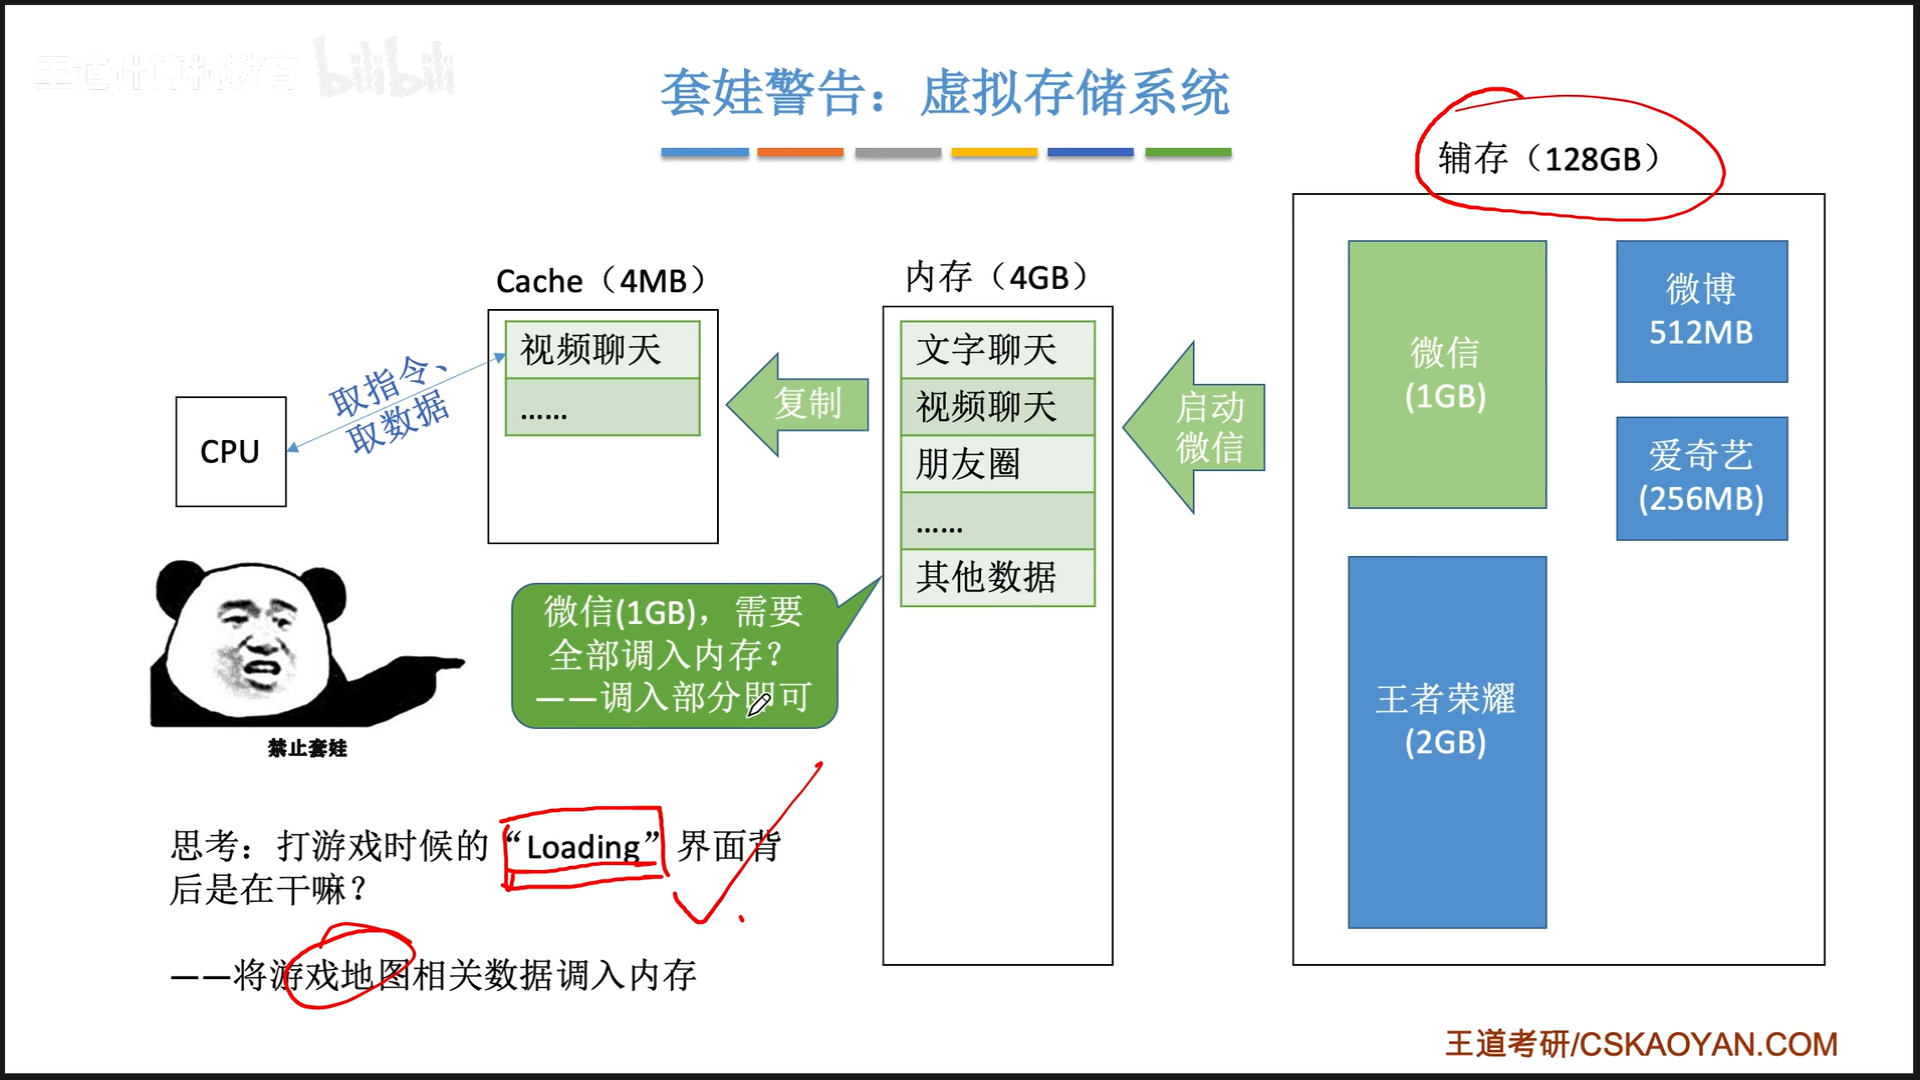 王道计算机教育 bilibili
套娃警告：虚拟存储系统
辅存（128GB）
Cache（4MB）
视频聊天
......
内存（4GB）
文字聊天
视频聊天
朋友圈
......
其他数据
CPU
取指令、
取数据
复制
启动
微信
微信
(1GB)
微博
512MB
爱奇艺
(256MB)
王者荣耀
(2GB)
微信(1GB)，需要
全部调入内存？
——调入部分即可
禁止套娃
思考：打游戏时候的“Loading”界面背
后是在干嘛？
——将游戏地图相关数据调入内存
王道考研/CSKAOYAN.COM